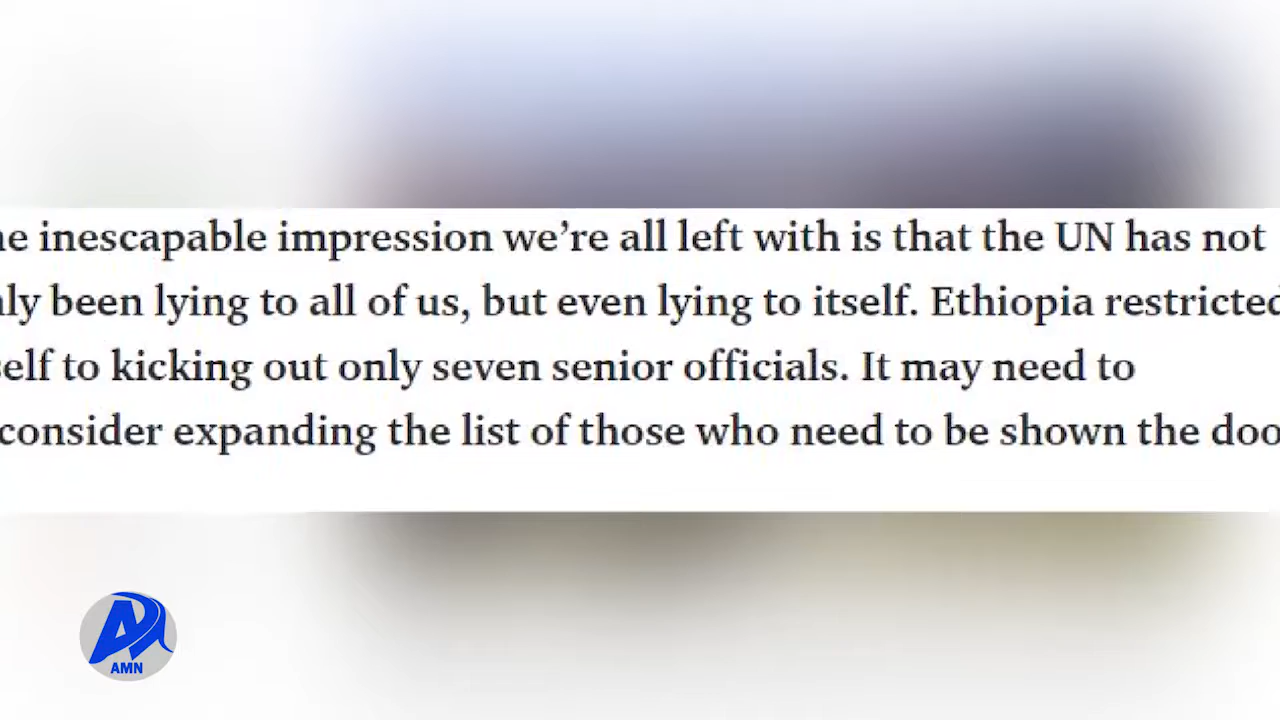 he inescapable impression we're all left with is that the UN has not
nly been lying to all of us, but even lying to itself. Ethiopia restricted
self to kicking out only seven senior officials. It may need to
consider expanding the list of those who need to be shown the doo
AMN